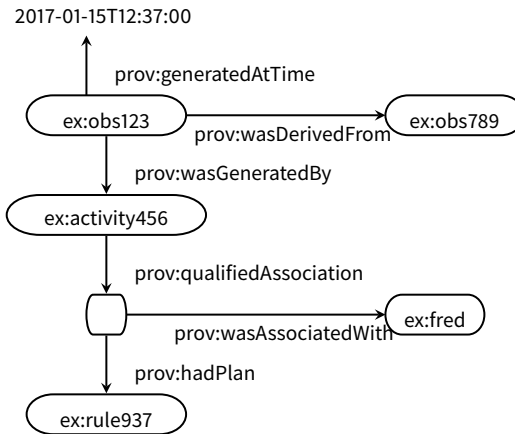 2017-01-15T12:37:00
prov:generatedAtTime
ex:obs123
ex:obs789
prov:wasDerivedFrom
prov:wasGeneratedBy
ex:activity456
prov:qualifiedAssociation
ex:fred
prov:wasAssociatedWith
prov:hadPlan
ex:rule937